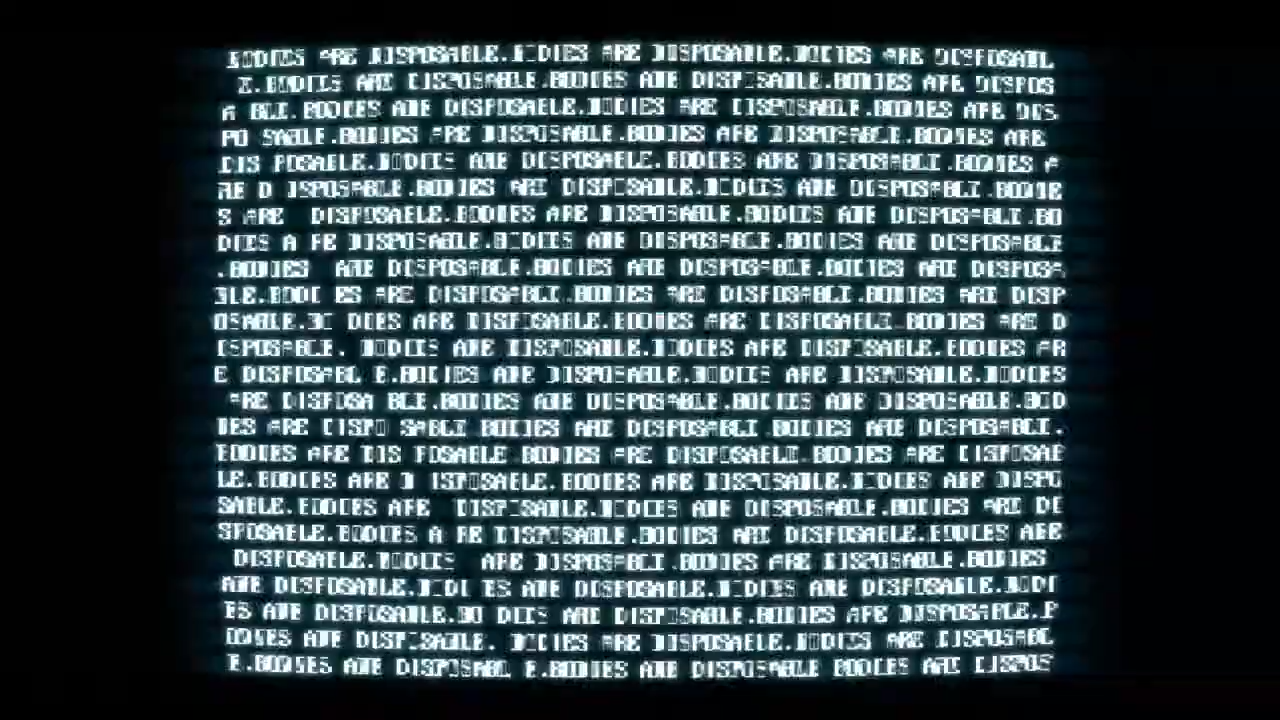 BODIES ARE DISPOSABLE.BODIES ARE DISPOSABLE.BODIES ARE DISPOSABL
E.BODIES ARE DISPOSABLE.BODIES ARE DISPOSABLE.BODIES ARE DISPOS
A BLE.BODIES ARE DISPOSABLE.BODIES ARE DISPOSABLE.BODIES ARE DIS
PO SABLE.BODIES ARE DISPOSABLE.BODIES ARE DISPOSABLE.BODIES ARE
DIS POSABLE.BODIES ARE DISPOSABLE.BODIES ARE DISPOSABLE.BODIES A
RE D ISPOSABLE.BODIES ARE DISPOSABLE.BODIES ARE DISPOSABLE.BODIE
S ARE  DISPOSABLE.BODIES ARE DISPOSABLE.BODIES ARE DISPOSABLE.BO
DIES A RE DISPOSABLE.BODIES ARE DISPOSABLE.BODIES ARE DISPOSABLE
.BODIES  ARE DISPOSABLE.BODIES ARE DISPOSABLE.BODIES ARE DISPOSA
BLE.BODI ES ARE DISPOSABLE.BODIES ARE DISPOSABLE.BODIES ARE DISP
OSABLE.BO DIES ARE DISPOSABLE.BODIES ARE DISPOSABLE.BODIES ARE D
ISPOSABLE. BODIES ARE DISPOSABLE.BODIES ARE DISPOSABLE.BODIES AR
E DISPOSABL E.BODIES ARE DISPOSABLE.BODIES ARE DISPOSABLE.BODIES
ARE DISPOSA BLE.BODIES ARE DISPOSABLE.BODIES ARE DISPOSABLE.BOD
IES ARE DISPO SABLE.BODIES ARE DISPOSABLE.BODIES ARE DISPOSABLE.
BODIES ARE DIS POSABLE.BODIES ARE DISPOSABLE.BODIES ARE DISPOSAB
LE.BODIES ARE D ISPOSABLE.BODIES ARE DISPOSABLE.BODIES ARE DISPO
SABLE.BODIES ARE  DISPOSABLE.BODIES ARE DISPOSABLE.BODIES ARE DI
SPOSABLE.BODIES A RE DISPOSABLE.BODIES ARE DISPOSABLE.BODIES ARE
DISPOSABLE.BODIES  ARE DISPOSABLE.BODIES ARE DISPOSABLE.BODIES
ARE DISPOSABLE.BODI ES ARE DISPOSABLE.BODIES ARE DISPOSABLE.BODI
ES ARE DISPOSABLE.BO DIES ARE DISPOSABLE.BODIES ARE DISPOSABLE.B
ODIES ARE DISPOSABLE. BODIES ARE DISPOSABLE.BODIES ARE DISPOSABL
E.BODIES ARE DISPOSABL E.BODIES ARE DISPOSABLE BODIES ARE DISPOS